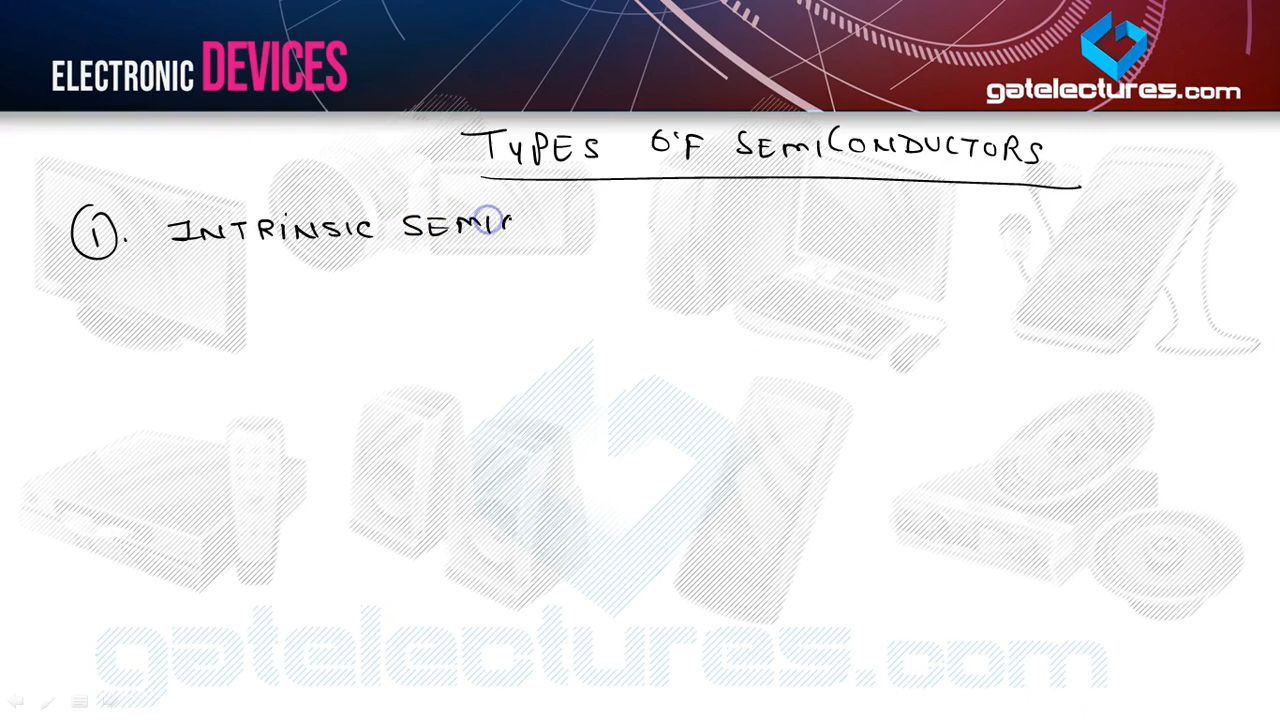 ELECTRONIC DEVICES
gatelectures.com
TYPES OF SEMICONDUCTORS
1. INTRINSIC SEMI
gatelectures.com